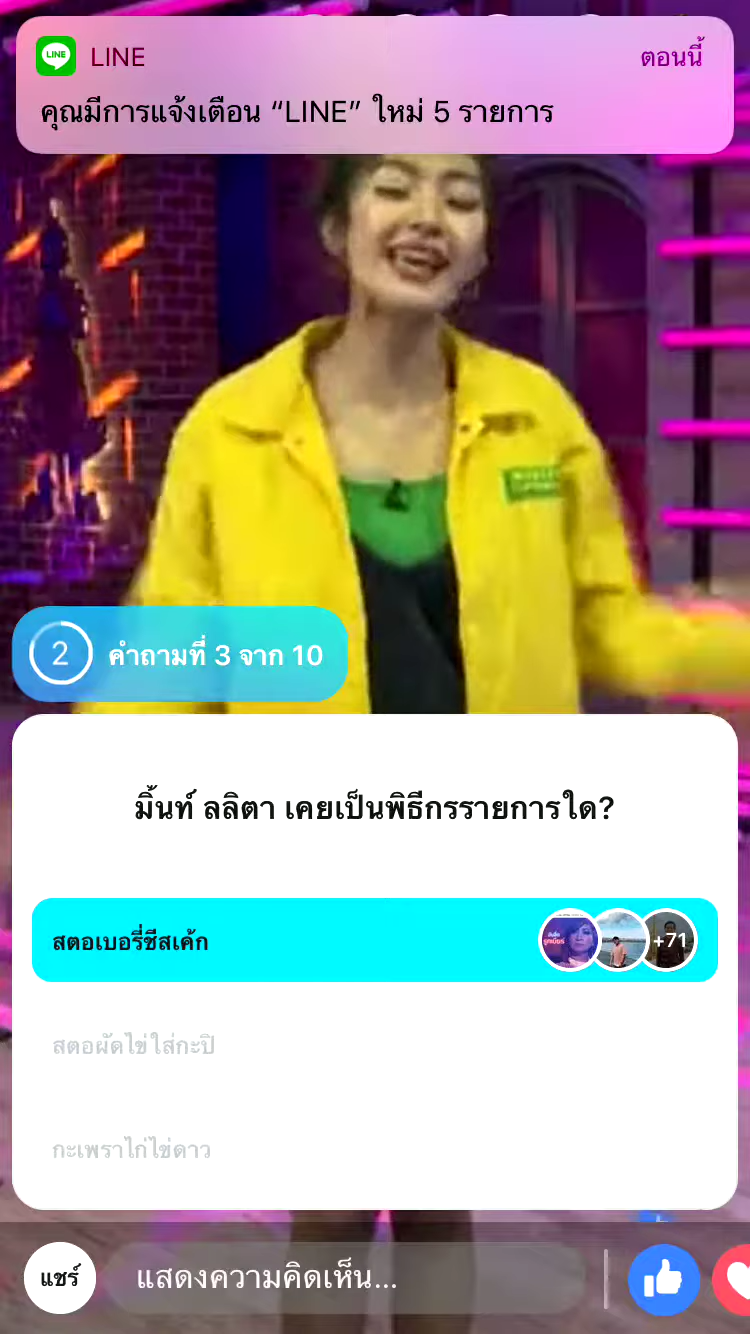 LINE
LINE
ตอนนี้
คุณมีการแจ้งเตือน “LINE” ใหม่ 5 รายการ
2
คำถามที่ 3 จาก 10
มิ้นท์ ลลิตา เคยเป็นพิธีกรรายการใด?
สตอเบอรี่ชีสเค้ก
+71
สตอผัดไข่ใส่กะปิ
กะเพราไก่ไข่ดาว
แชร์
แสดงความคิดเห็น...